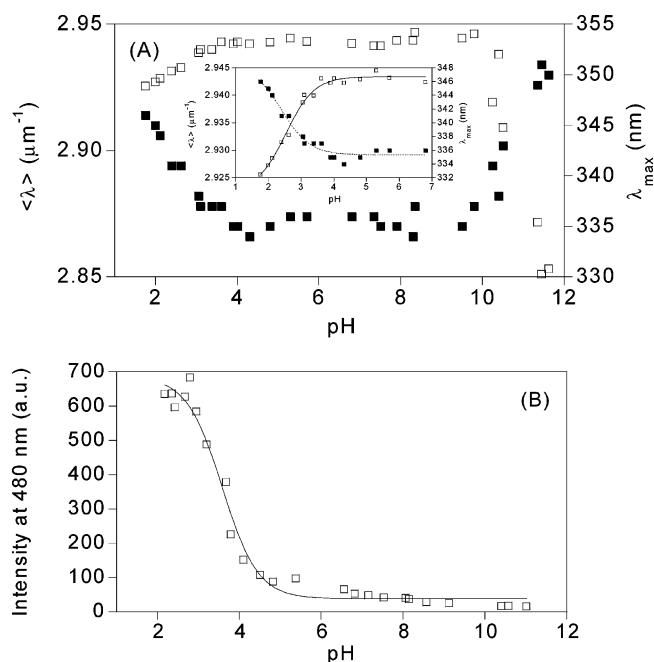 (A)
2.95
2.90
2.85
<λ> (μm⁻¹)
355
350
345
340
335
330
λ max (nm)
2 4 6 8 10 12
pH
2.945
2.940
2.935
2.930
2.925
<λ> (μm⁻¹)
348
346
344
342
340
338
336
334
332
λ max (nm)
1 2 3 4 5 6 7
pH
(B)
700
600
500
400
300
200
100
0
Intensity at 480 nm (a.u.)
0 2 4 6 8 10 12
pH